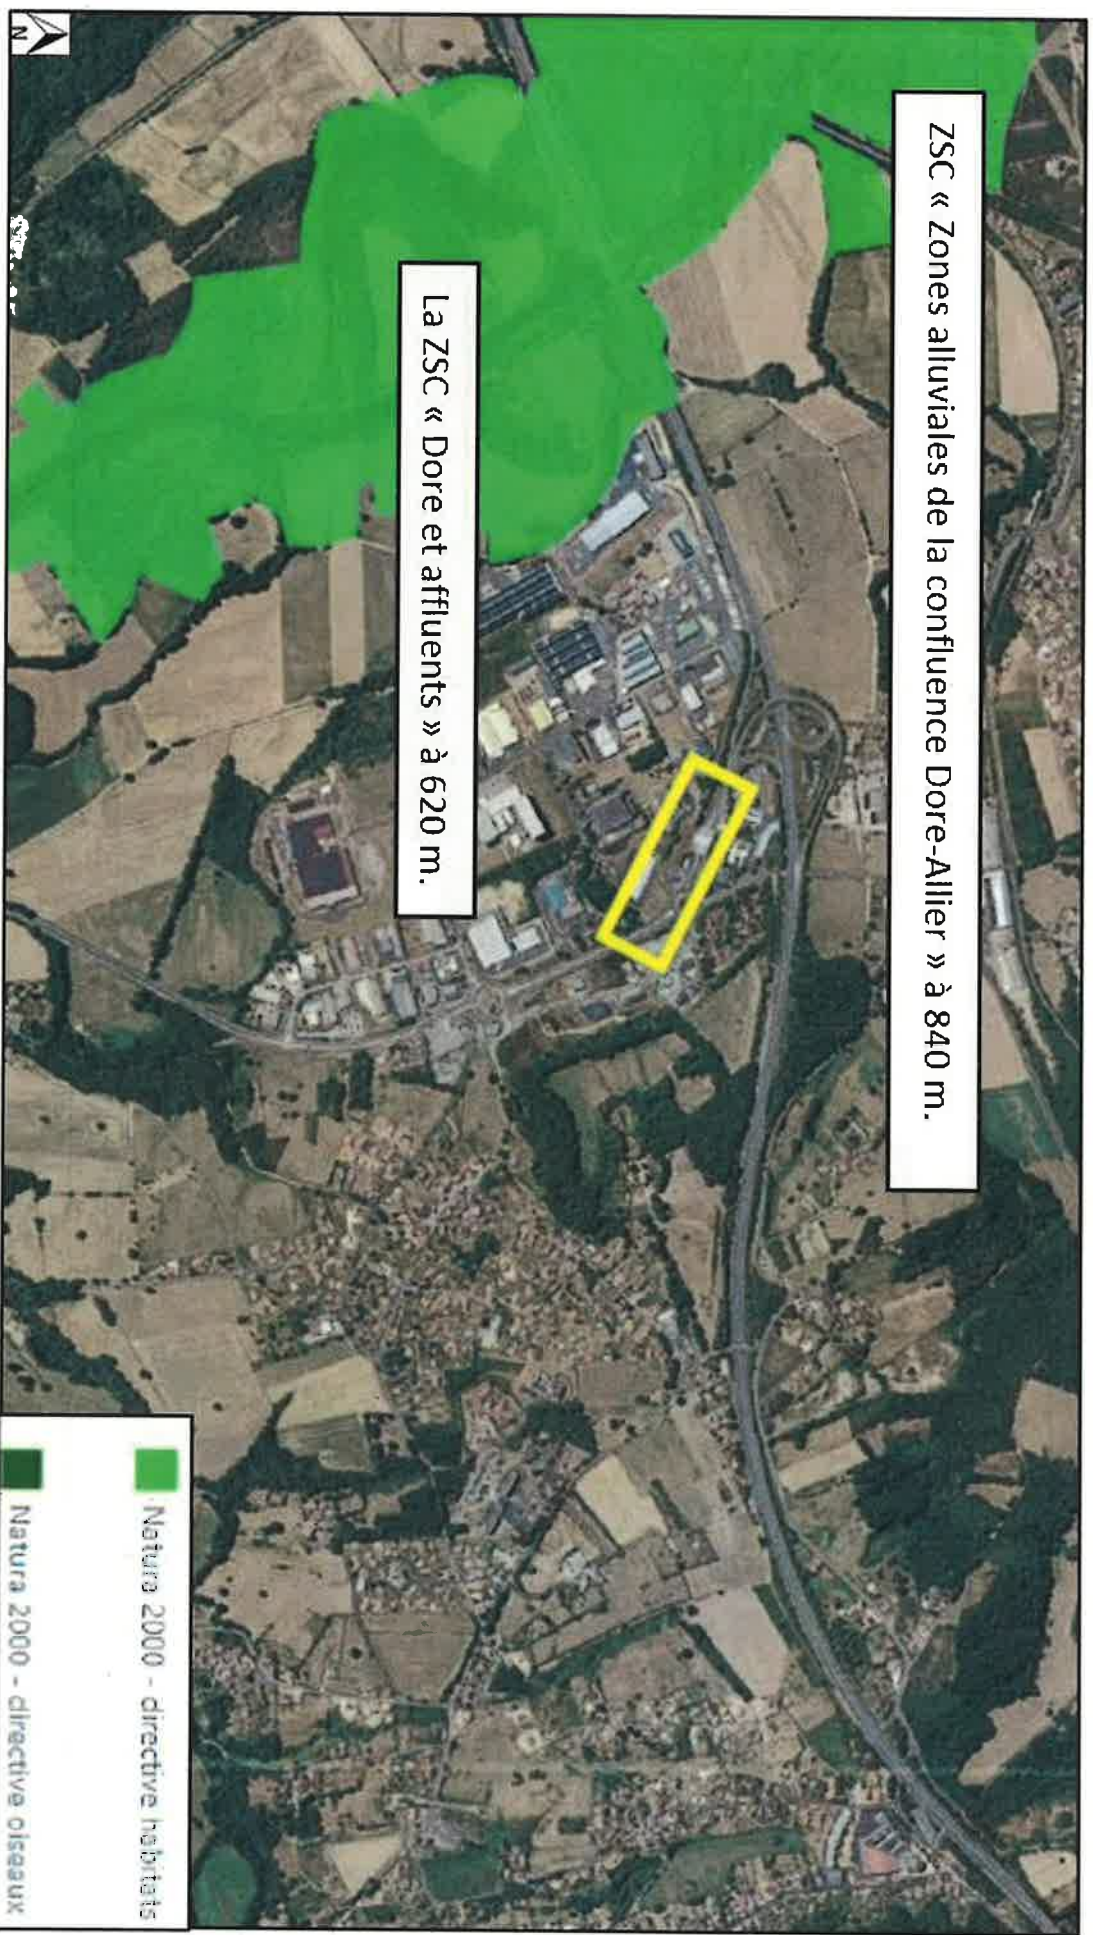 ZSC « Zones alluviales de la confluence Dore-Allier » à 840 m.
La ZSC « Dore et affluents » à 620 m.
Natura 2000 - directive habitats
Natura 2000 - directive oiseaux
N